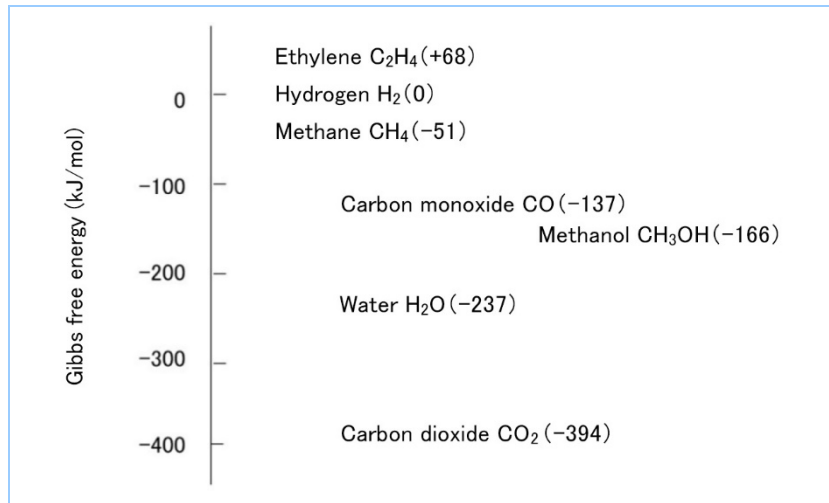 Ethylene C₂H₄(+68)
0
Hydrogen H₂(0)
Methane CH₄(−51)
−100
Carbon monoxide CO(−137)
Methanol CH₃OH(−166)
−200
Water H₂O(−237)
−300
Carbon dioxide CO₂(−394)
−400
Gibbs free energy (kJ/mol)